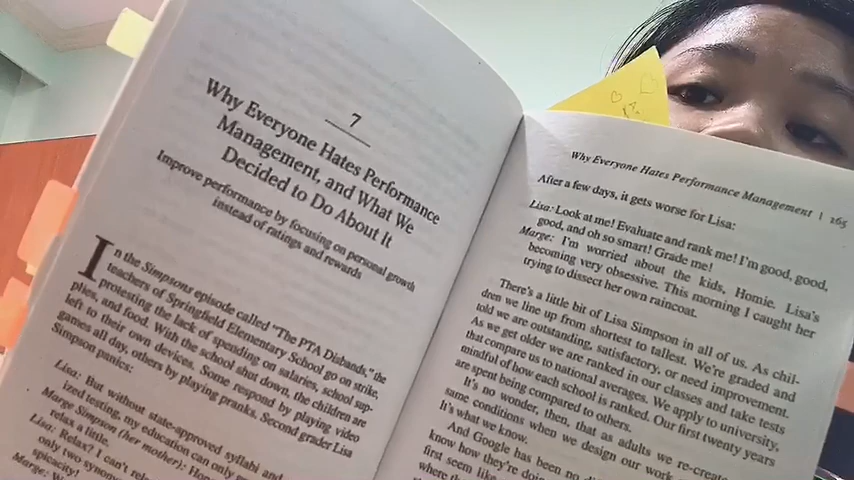 7
Why Everyone Hates Performance
Management, and What We
Decided to Do About It
Improve performance by focusing on personal growth
instead of ratings and rewards
In the Simpsons episode called "The PTA Disbands," the
teachers of Springfield Elementary School go on strike,
protesting the lack of spending on salaries, school sup-
plies, and food. With the school shut down, the children are
left to their own devices. Some respond by playing video
games all day, others by playing pranks. Second grader Lisa
Simpson panics:
Lisa: But without state-approved syllabi and
ized testing, my education can only
Marge Simpson (her mother):
relax a little.
Lisa: Relax? I can't
only two
spicacity!
Marge:
Why Everyone Hates Performance Management | 165
After a few days, it gets worse for Lisa:
Lisa: Look at me! Evaluate and rank me! I'm good, good,
good, and oh so smart! Grade me!
Marge: I'm worried about the kids, Homie. Lisa's
becoming very obsessive. This morning I caught her
trying to dissect her own raincoat.
There's a little bit of Lisa Simpson in all of us. As chil-
dren we line up from shortest to tallest. We're graded and
told we are outstanding, satisfactory, or need improvement.
As we get older we are ranked in our classes and take tests
that compare us to national averages. We apply to university,
mindful of how each school is ranked. Our first twenty years
are spent being compared to others.
It's no wonder, then, that as adults we re-create
same conditions when we design our work
It's what we know.
And Google has been no
know how they're doing
first seem like
where the